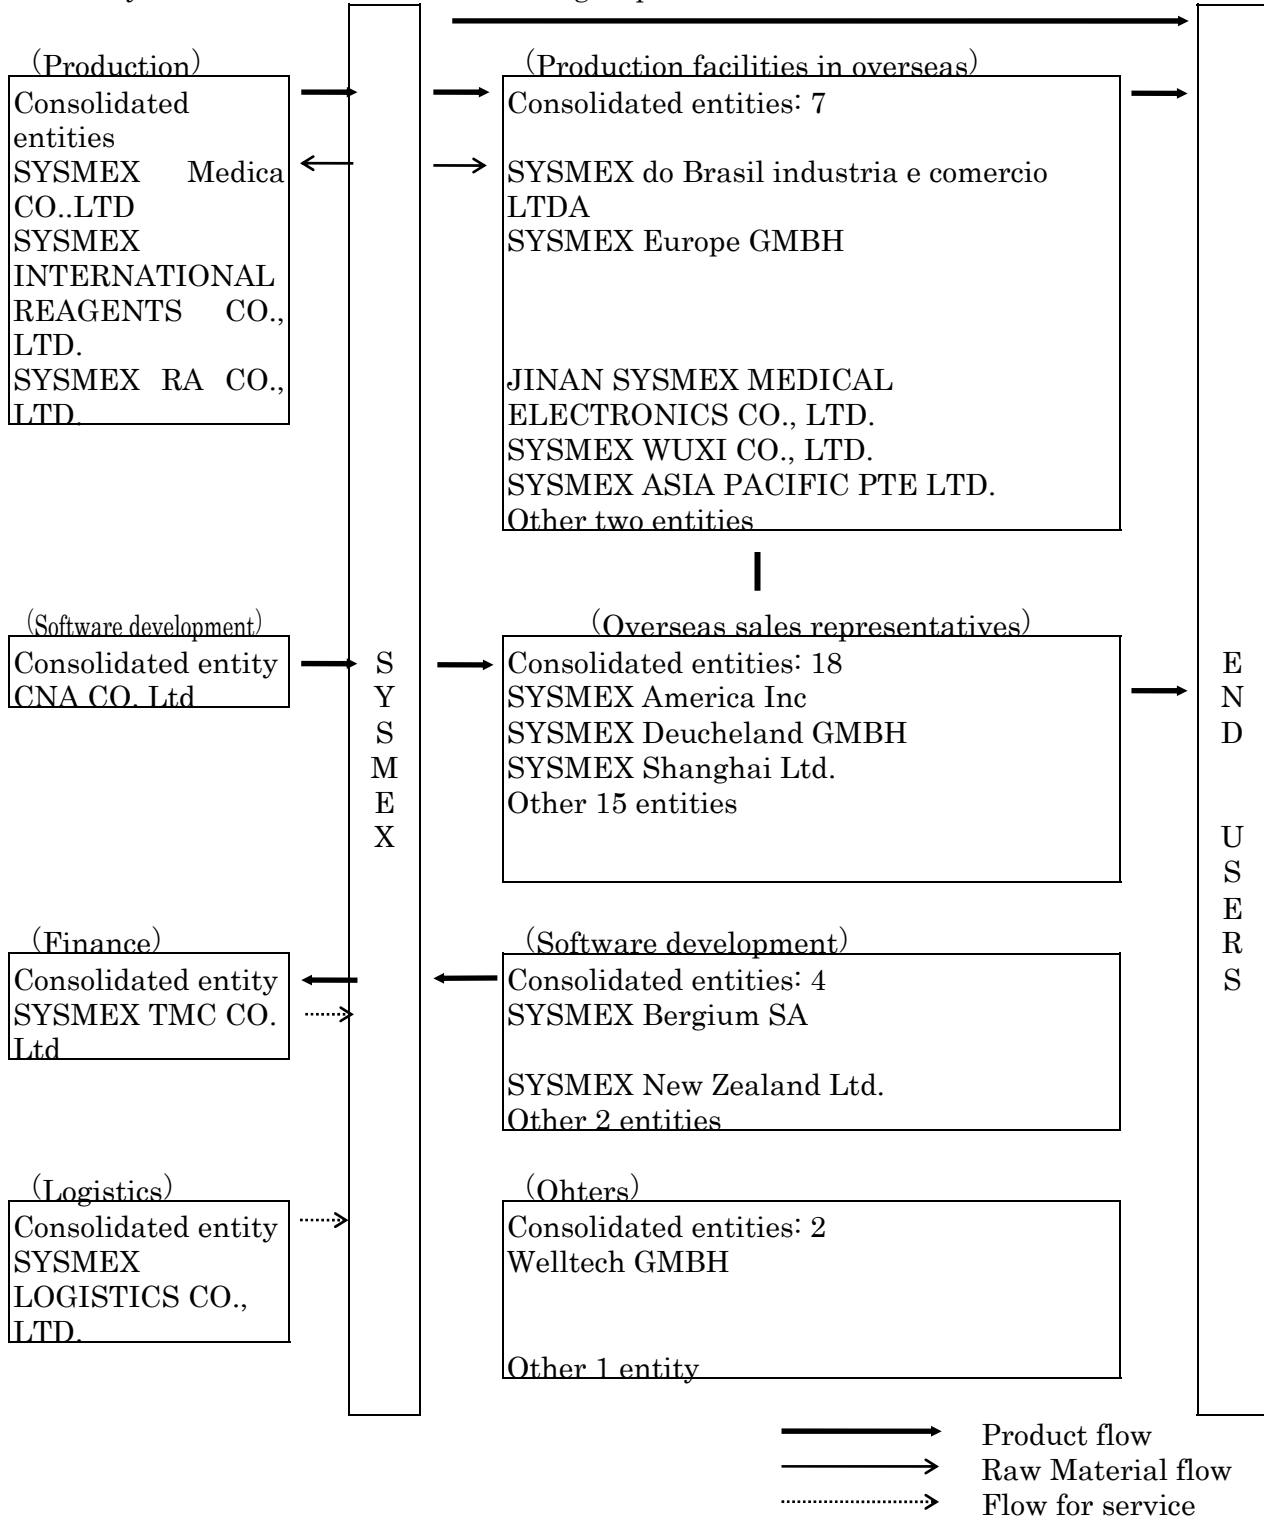 (Production)
Consolidated
entities
SYSMEX Medica
CO..LTD
SYSMEX
INTERNATIONAL
REAGENTS CO.,
LTD.
SYSMEX RA CO.,
LTD.
(Software development)
Consolidated entity
CNA CO. Ltd
(Finance)
Consolidated entity
SYSMEX TMC CO.
Ltd
(Logistics)
Consolidated entity
SYSMEX
LOGISTICS CO.,
LTD.
S
Y
S
M
E
X
(Production facilities in overseas)
Consolidated entities: 7
SYSMEX do Brasil industria e comercio
LTDA
SYSMEX Europe GMBH
JINAN SYSMEX MEDICAL
ELECTRONICS CO., LTD.
SYSMEX WUXI CO., LTD.
SYSMEX ASIA PACIFIC PTE LTD.
Other two entities
(Overseas sales representatives)
Consolidated entities: 18
SYSMEX America Inc
SYSMEX Deucheland GMBH
SYSMEX Shanghai Ltd.
Other 15 entities
(Software development)
Consolidated entities: 4
SYSMEX Bergium SA
SYSMEX New Zealand Ltd.
Other 2 entities
(Ohters)
Consolidated entities: 2
Welltech GMBH
Other 1 entity
E
N
D
U
S
E
R
S
Product flow
Raw Material flow
Flow for service